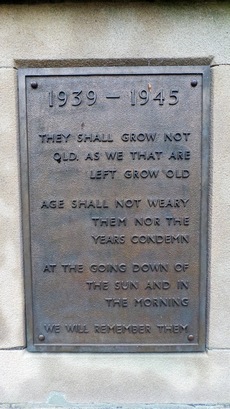 1939 – 1945
THEY SHALL GROW NOT
OLD, AS WE THAT ARE
LEFT GROW OLD
AGE SHALL NOT WEARY
THEM NOR THE
YEARS CONDEMN
AT THE GOING DOWN OF
THE SUN AND IN
THE MORNING
WE WILL REMEMBER THEM